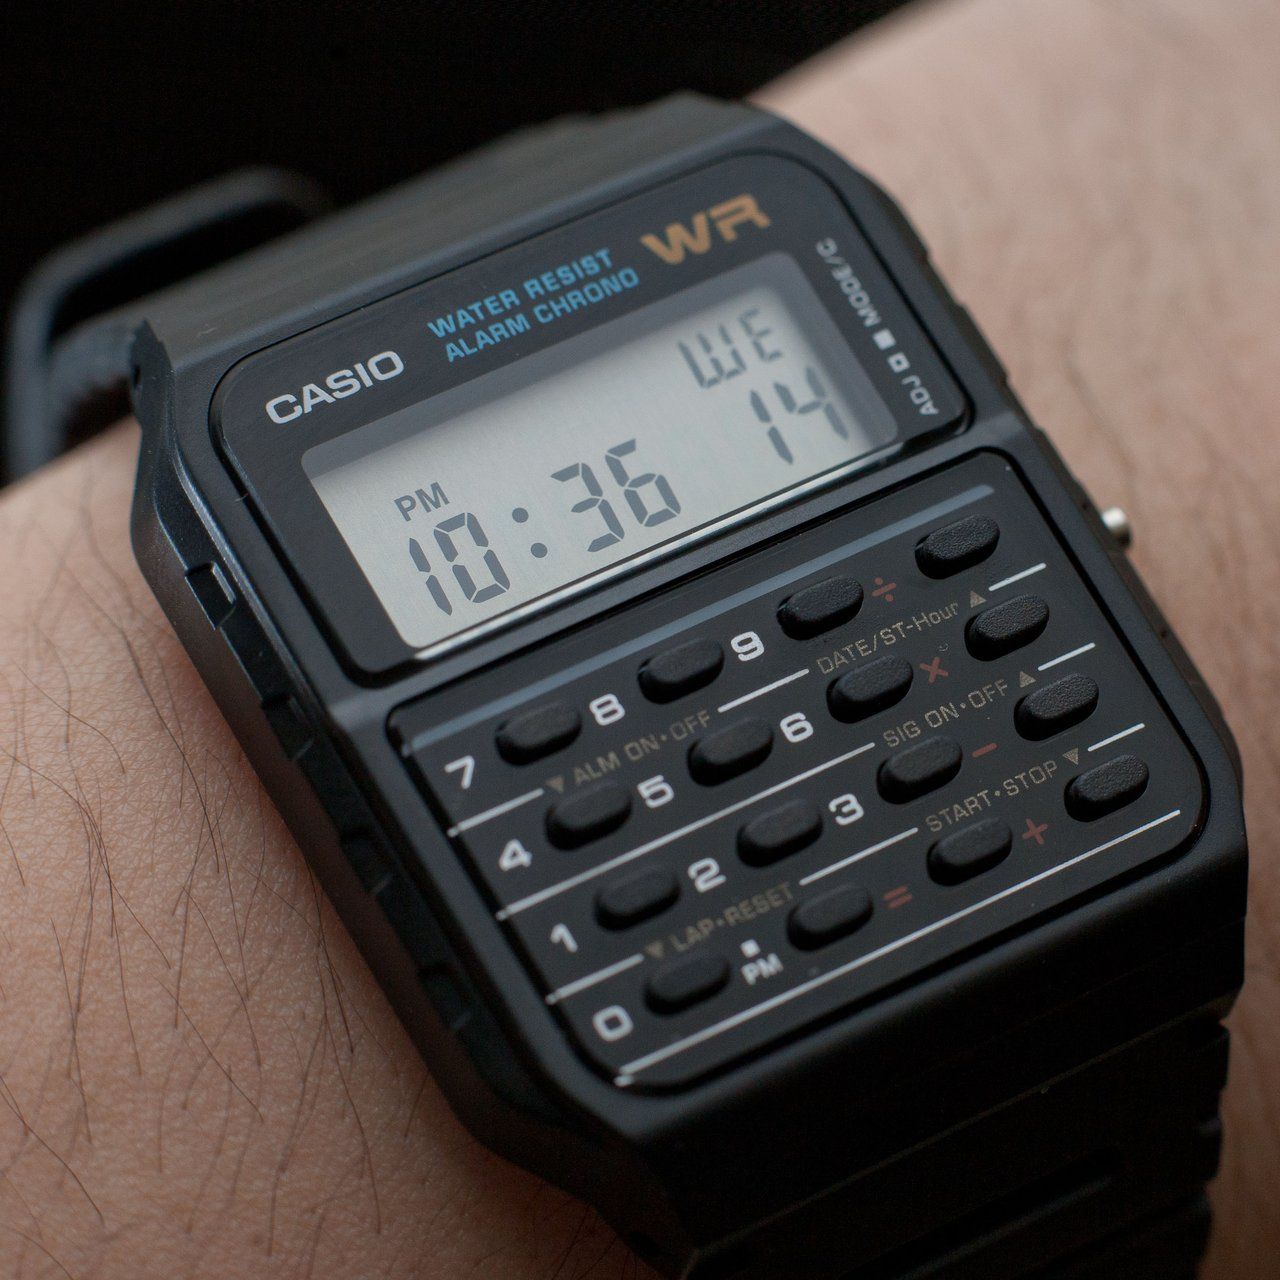 CASIO
WATER RESIST
ALARM CHRONO
WR
MODE/C
ADJ
WE
14
PM
10:36
7 8 9 ÷
▼ ALM ON•OFF
DATE/ST-Hour ▲
4 5 6 ×
SIG ON•OFF ▲
1 2 3 −
▼ LAP•RESET
START•STOP ▼
0 ▪ = +
PM